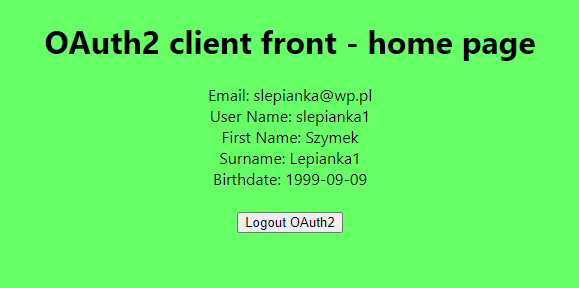 OAuth2 client front - home page
Email: slepianka@wp.pl
User Name: slepianka1
First Name: Szymek
Surname: Lepianka1
Birthdate: 1999-09-09
Logout OAuth2